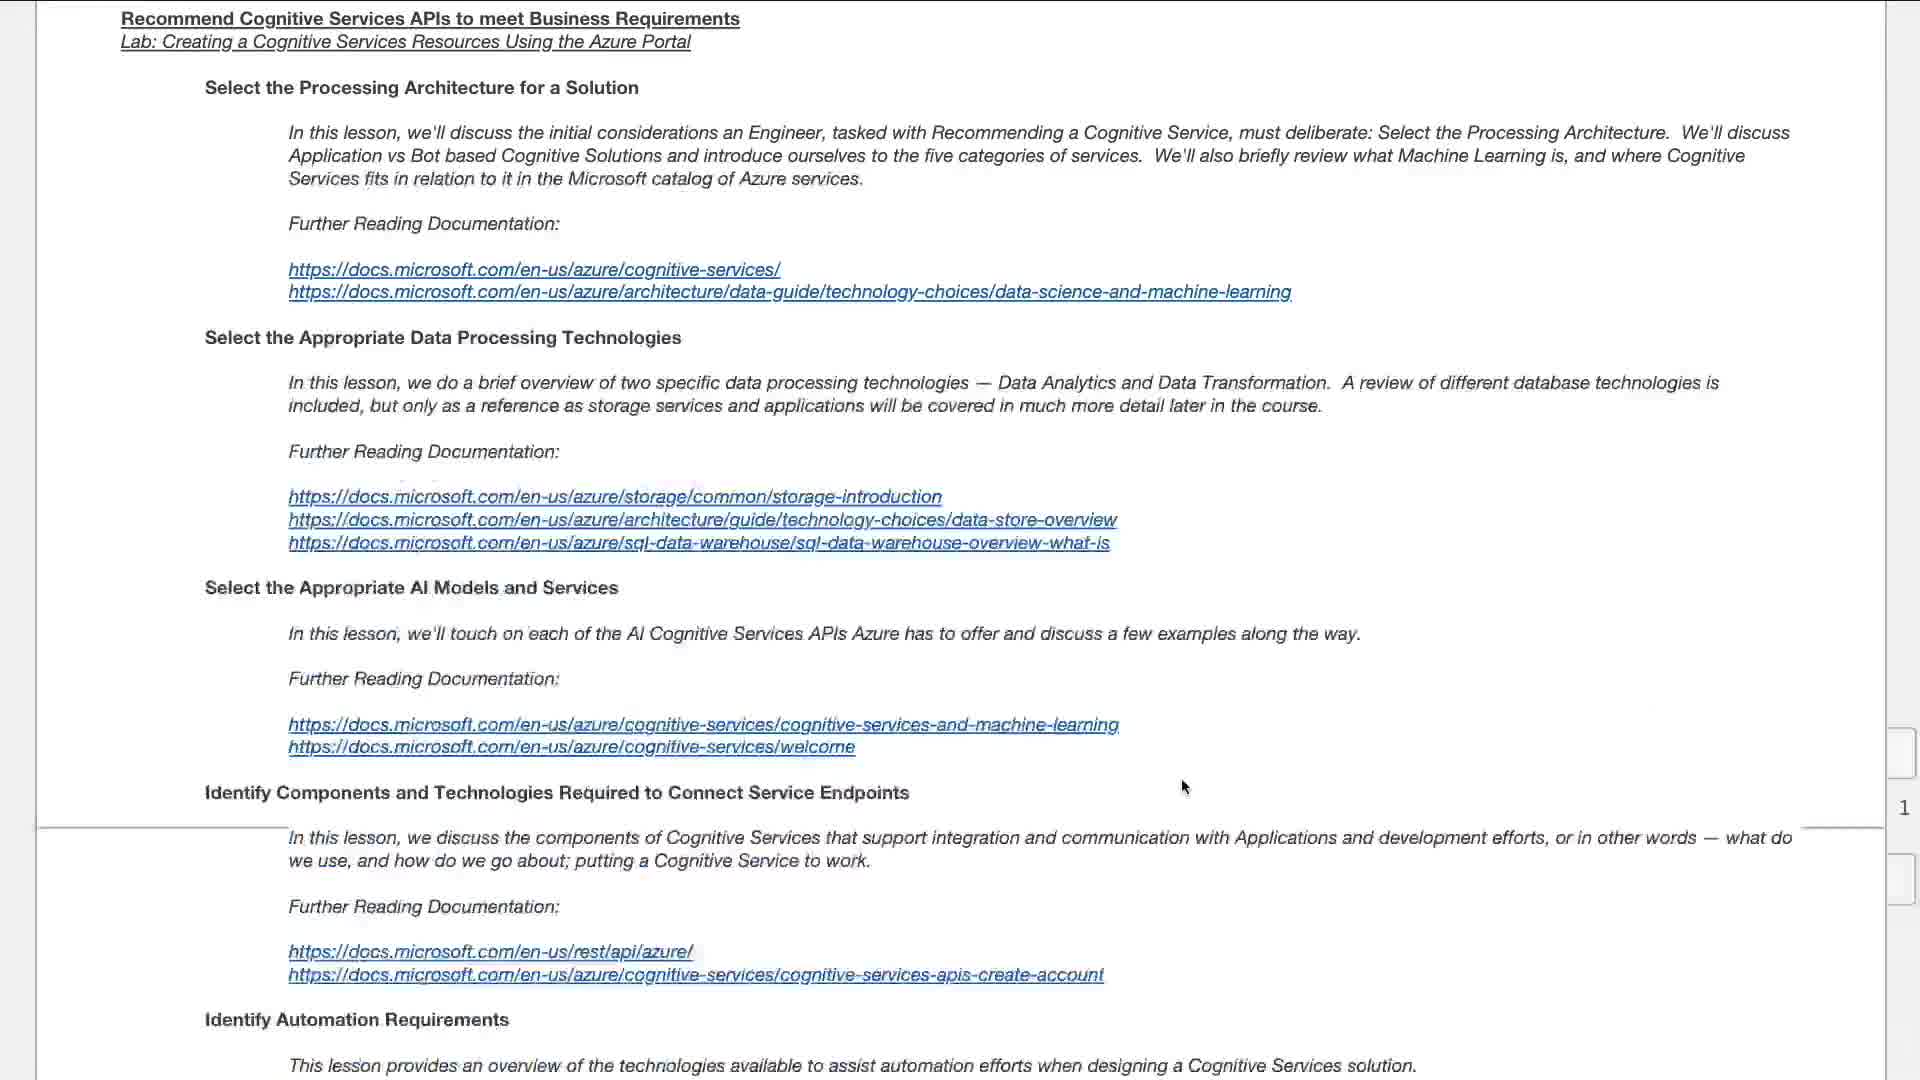 Recommend Cognitive Services APIs to meet Business Requirements
Lab: Creating a Cognitive Services Resources Using the Azure Portal
Select the Processing Architecture for a Solution
In this lesson, we'll discuss the initial considerations an Engineer, tasked with Recommending a Cognitive Service, must deliberate: Select the Processing Architecture.  We'll discuss
Application vs Bot based Cognitive Solutions and introduce ourselves to the five categories of services.  We'll also briefly review what Machine Learning is, and where Cognitive
Services fits in relation to it in the Microsoft catalog of Azure services.
Further Reading Documentation:
https://docs.microsoft.com/en-us/azure/cognitive-services/
https://docs.microsoft.com/en-us/azure/architecture/data-guide/technology-choices/data-science-and-machine-learning
Select the Appropriate Data Processing Technologies
In this lesson, we do a brief overview of two specific data processing technologies — Data Analytics and Data Transformation.  A review of different database technologies is
included, but only as a reference as storage services and applications will be covered in much more detail later in the course.
Further Reading Documentation:
https://docs.microsoft.com/en-us/azure/storage/common/storage-introduction
https://docs.microsoft.com/en-us/azure/architecture/guide/technology-choices/data-store-overview
https://docs.microsoft.com/en-us/azure/sql-data-warehouse/sql-data-warehouse-overview-what-is
Select the Appropriate AI Models and Services
In this lesson, we'll touch on each of the AI Cognitive Services APIs Azure has to offer and discuss a few examples along the way.
Further Reading Documentation:
https://docs.microsoft.com/en-us/azure/cognitive-services/cognitive-services-and-machine-learning
https://docs.microsoft.com/en-us/azure/cognitive-services/welcome
Identify Components and Technologies Required to Connect Service Endpoints
In this lesson, we discuss the components of Cognitive Services that support integration and communication with Applications and development efforts, or in other words — what do
we use, and how do we go about; putting a Cognitive Service to work.
1
Further Reading Documentation:
https://docs.microsoft.com/en-us/rest/api/azure/
https://docs.microsoft.com/en-us/azure/cognitive-services/cognitive-services-apis-create-account
Identify Automation Requirements
This lesson provides an overview of the technologies available to assist automation efforts when designing a Cognitive Services solution.